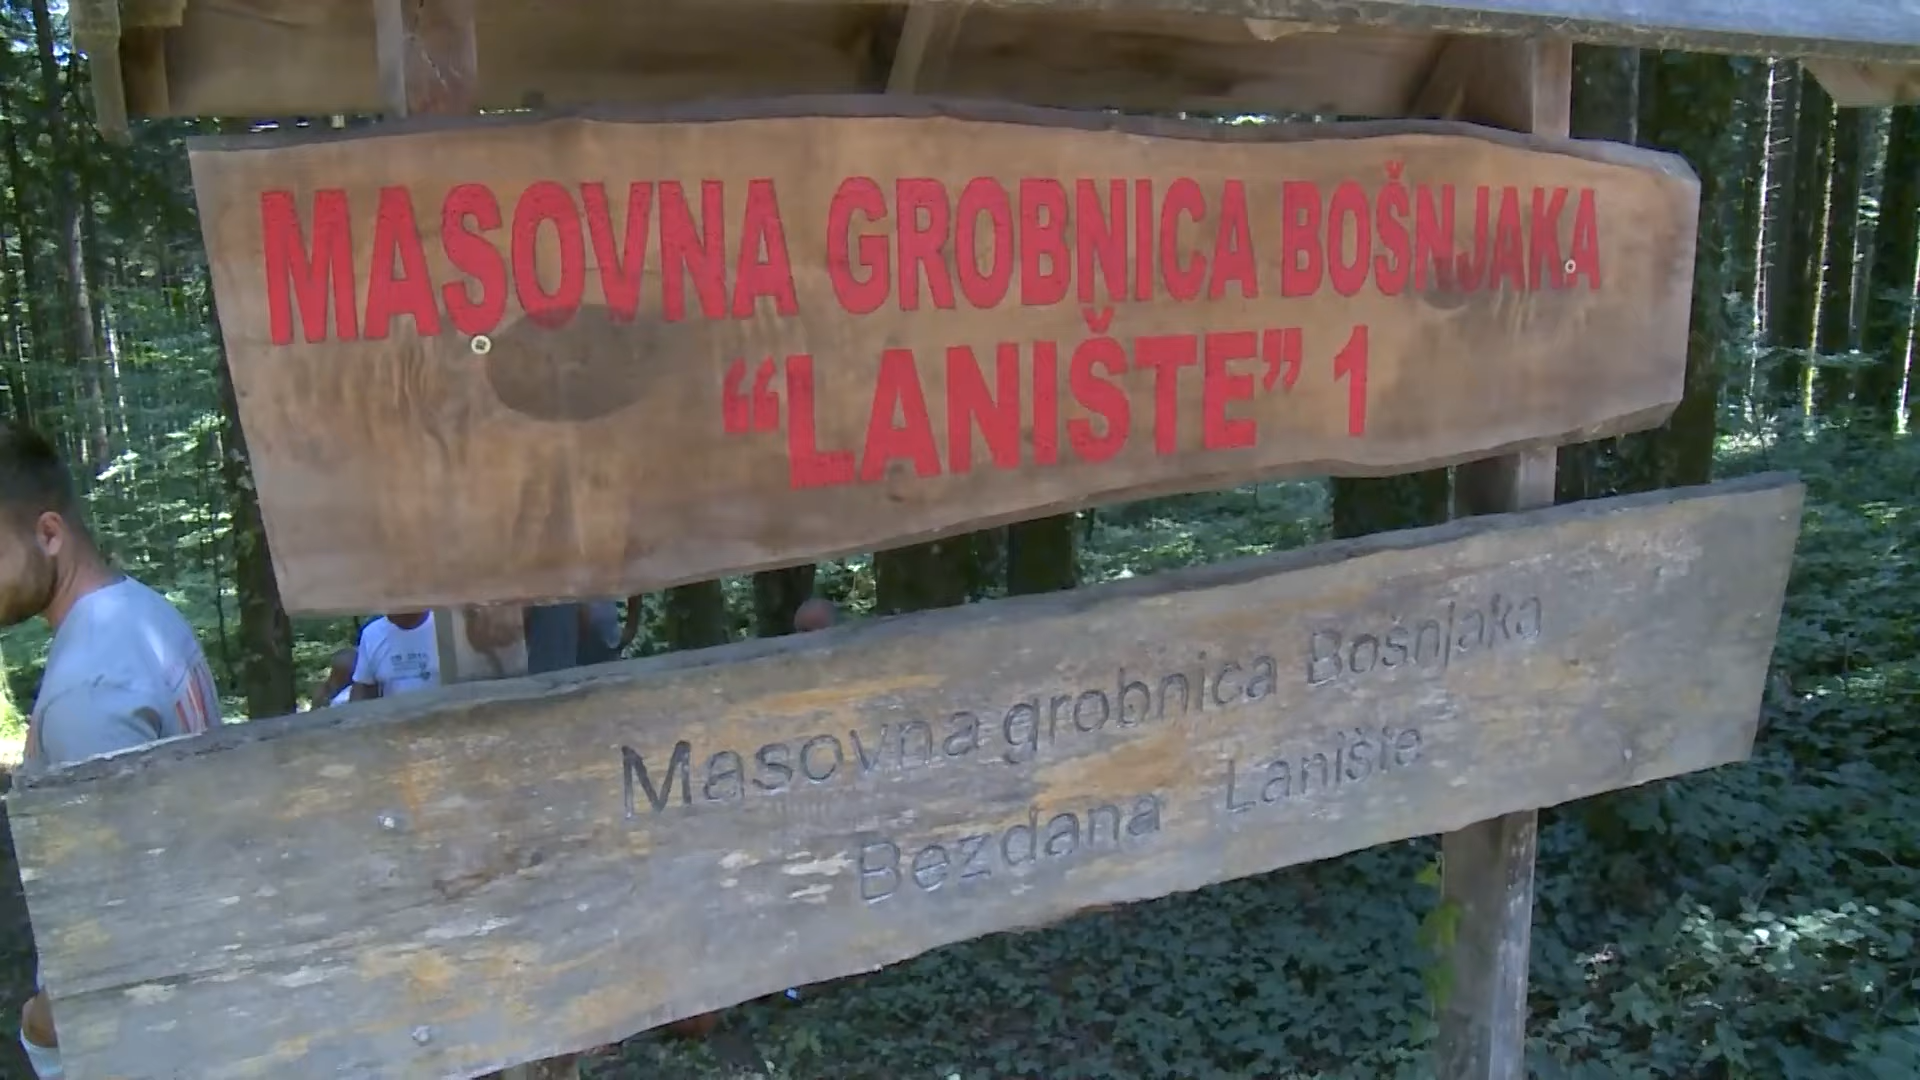 MASOVNA GROBNICA BOŠNJAKA
“LANIŠTE” 1
Masovna grobnica Bošnjaka
Bezdana Lanište